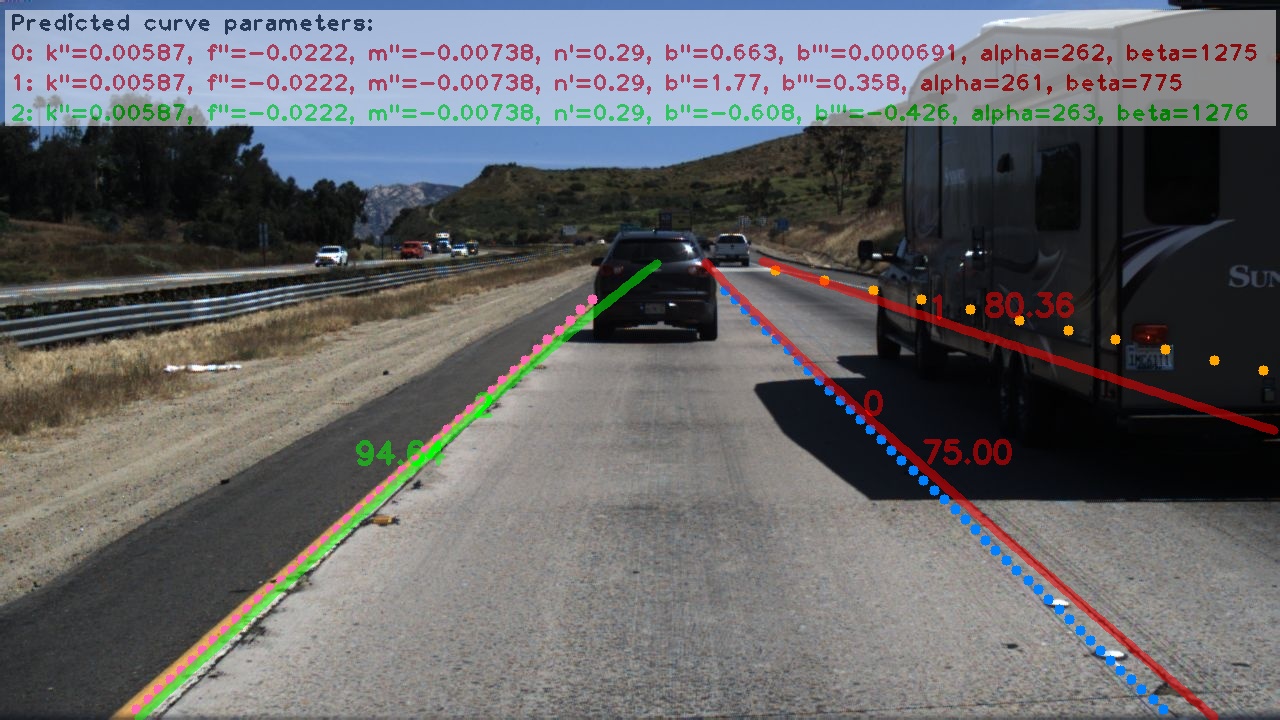 Predicted curve parameters:
0: k''=0.00587, f''=−0.0222, m''=−0.00738, n'=0.29, b''=0.663, b'''=0.000691, alpha=262, beta=1275
1: k''=0.00587, f''=−0.0222, m''=−0.00738, n'=0.29, b''=1.77, b'''=0.358, alpha=261, beta=775
2: k''=0.00587, f''=−0.0222, m''=−0.00738, n'=0.29, b''=−0.608, b'''=−0.426, alpha=263, beta=1276
1 80.36
0
75.00